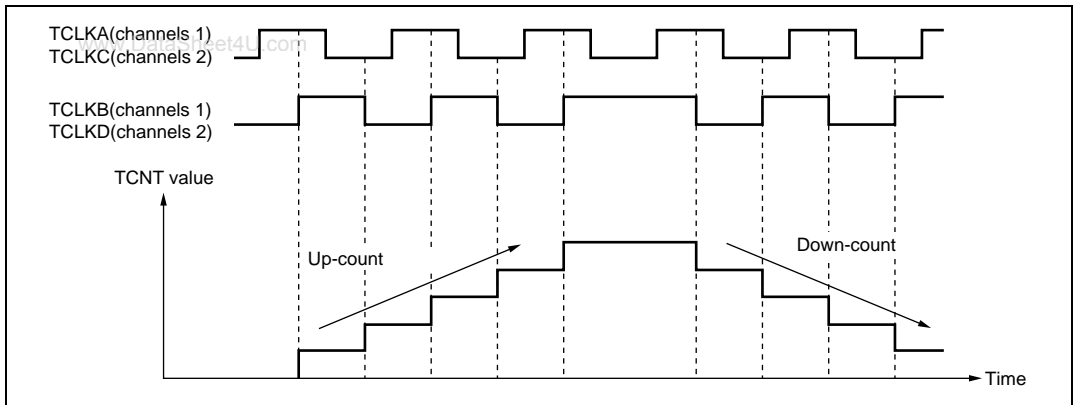 TCLKA(channels 1)
www.DataSheet4U.com
TCLKC(channels 2)
TCLKB(channels 1)
TCLKD(channels 2)
TCNT value
Up-count
Down-count
Time